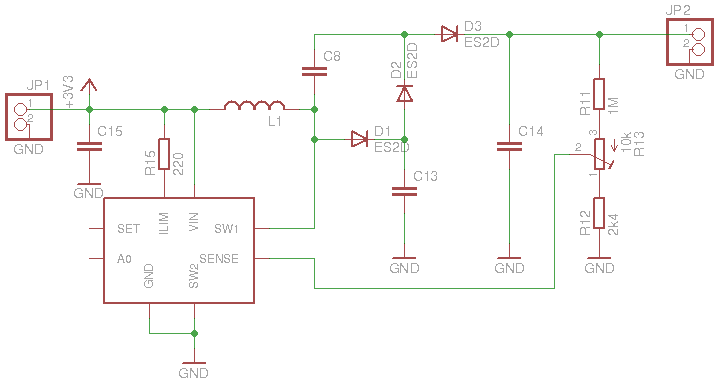 JP2
1
2
GND
D3
ES2D
C8
D2
ES2D
JP1
1
2
GND
+3V3
L1
R11
1M
C15
R15
220
D1
ES2D
C14
3
2
1
10k
R13
GND
C13
R12
2k4
SET
ILIM
VIN
SW1
A0
GND
SW2
SENSE
GND
GND
GND
GND